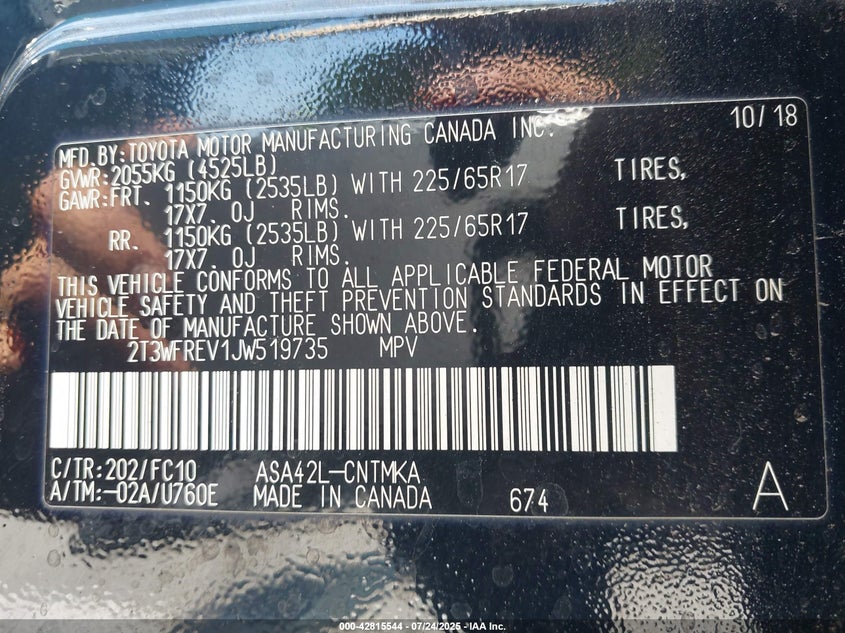 10/18
MFD.BY:TOYOTA MOTOR MANUFACTURING CANADA INC.
GVWR:2055KG (4525LB)
GAWR:FRT. 1150KG (2535LB) WITH 225/65R17 TIRES,
17X7. 0J RIMS.
RR. 1150KG (2535LB) WITH 225/65R17 TIRES,
17X7. 0J RIMS.
THIS VEHICLE CONFORMS TO ALL APPLICABLE FEDERAL MOTOR
VEHICLE SAFETY AND THEFT PREVENTION STANDARDS IN EFFECT ON
THE DATE OF MANUFACTURE SHOWN ABOVE.
2T3WFREV1JW519735 MPV
C/TR:202/FC10 ASA42L-CNTMKA
A/TM:-02A/U760E MADE IN CANADA 674 A
000-42815544 - 07/24/2025 - IAA Inc.